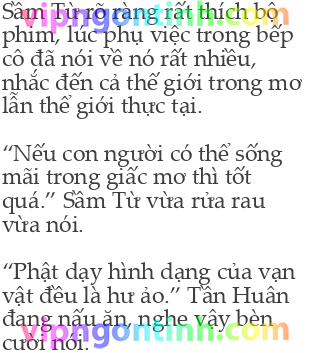 Sầm Từ rõ ràng rất thích bộ
phim, lúc phụ việc trong bếp
cô đã nói về nó rất nhiều,
nhắc đến cả thế giới trong mơ
lẫn thế giới thực tại.
“Nếu con người có thể sống
mãi trong giấc mơ thì tốt
quá.” Sầm Từ vừa rửa rau
vừa nói.
“Phật dạy hình dạng của vạn
vật đều là hư ảo.” Tần Huân
đang nấu ăn, nghe vậy bèn
cười nói.
vipngontinh.com
vipngontinh.com